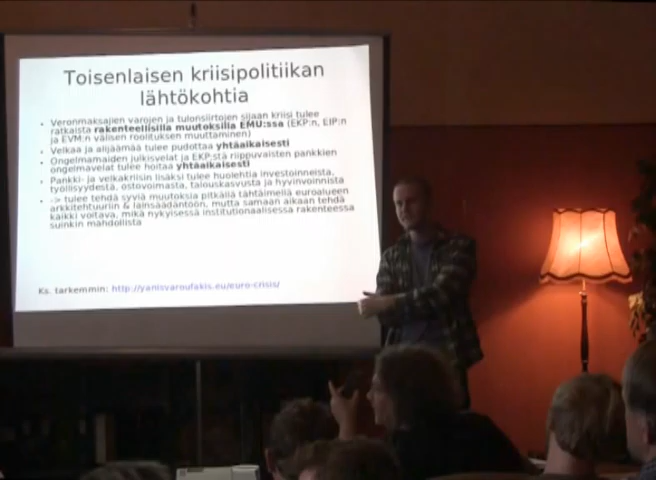 Toisenlaisen kriisipolitiikan
lähtökohtia
• Veronmaksajien varojen ja tulonsiirtojen sijaan kriisi tulee
ratkaista rakenteellisilla muutoksilla EMU:ssa (EKP:n, EIP:n
ja EVM:n välisen roolituksen muuttaminen)
• Velkaa ja alijäämää tulee pudottaa yhtäaikaisesti
• Ongelmamaiden julkisvelat ja EKP:stä riippuvaisten pankkien
ongelmavelat tulee hoitaa yhtäaikaisesti
• Pankki- ja velkakriisin lisäksi tulee huolehtia investoinneista,
työllisyydestä, ostovoimasta, talouskasvusta ja hyvinvoinnista
• -> tulee tehdä syviä muutoksia pitkällä tähtäimellä euroalueen
arkkitehtuuriin & lainsäädäntöön, mutta samaan aikaan tehdä
kaikki voitava, mikä nykyisessä institutionaalisessa rakenteessa
suinkin mahdollista
Ks. tarkemmin: http://yanisvaroufakis.eu/euro-crisis/